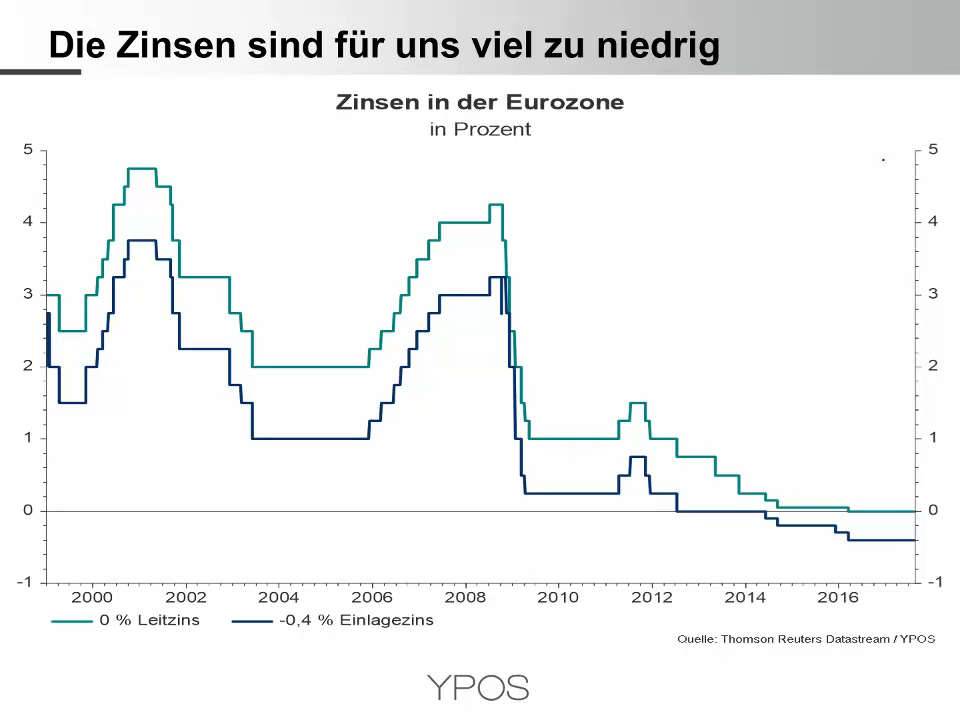 Die Zinsen sind für uns viel zu niedrig
Zinsen in der Eurozone
in Prozent
5 5
4 4
3 3
2 2
1 1
0 0
-1 -1
2000 2002 2004 2006 2008 2010 2012 2014 2016
0 % Leitzins -0,4 % Einlagezins
Quelle: Thomson Reuters Datastream / YPOS
YPOS